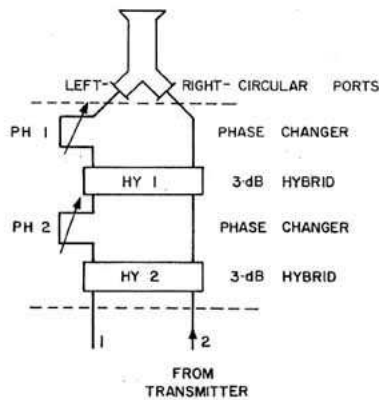 LEFT- RIGHT- CIRCULAR PORTS
PH 1 PHASE CHANGER
HY 1 3-dB HYBRID
PH 2 PHASE CHANGER
HY 2 3-dB HYBRID
1 2
FROM
TRANSMITTER